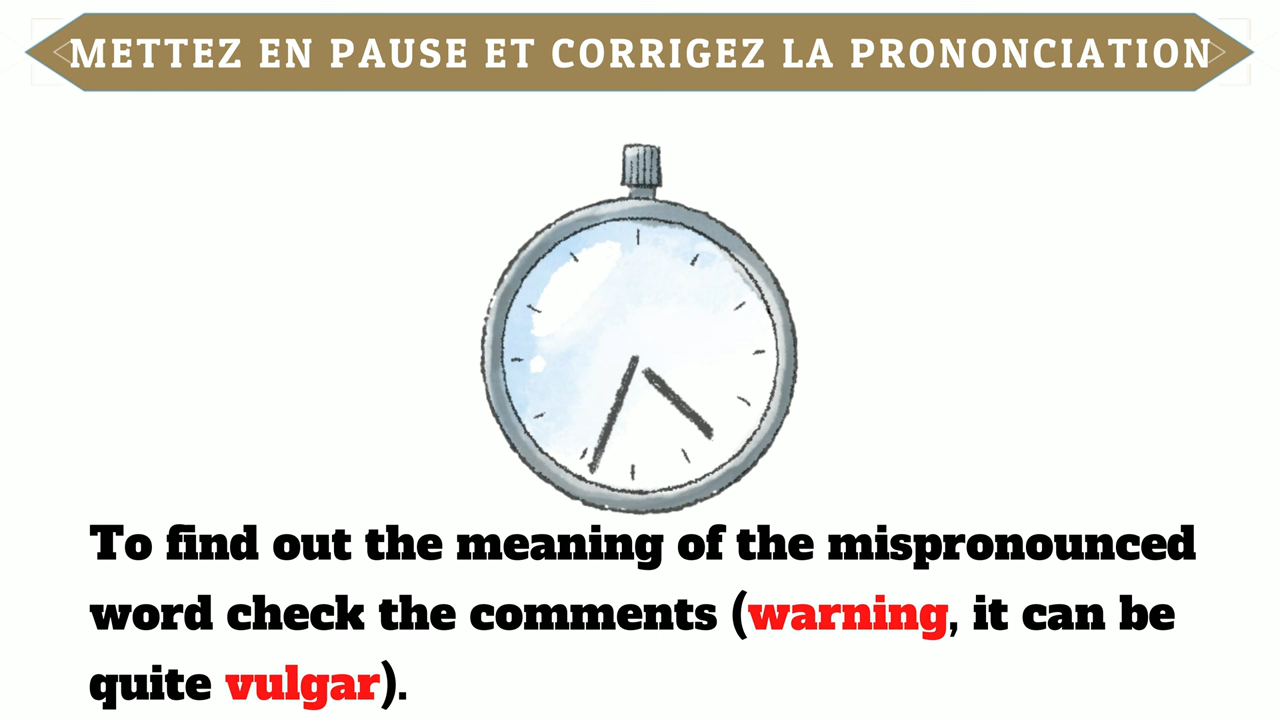 METTEZ EN PAUSE ET CORRIGEZ LA PRONONCIATION
To find out the meaning of the mispronounced
word check the comments (warning, it can be
quite vulgar).